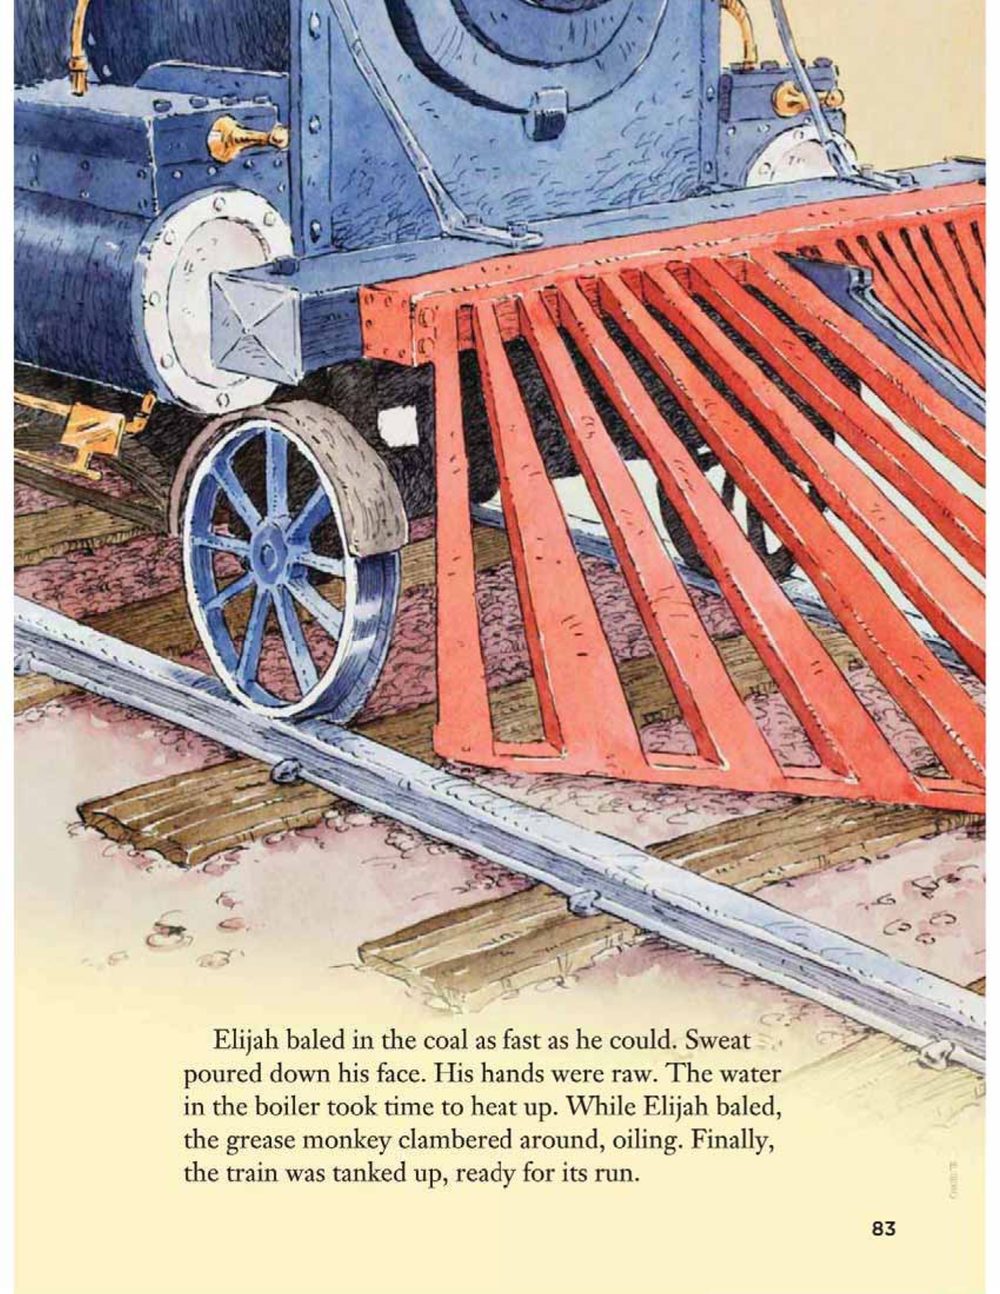 Elijah baled in the coal as fast as he could. Sweat
poured down his face. His hands were raw. The water
in the boiler took time to heat up. While Elijah baled,
the grease monkey clambered around, oiling. Finally,
the train was tanked up, ready for its run.
83